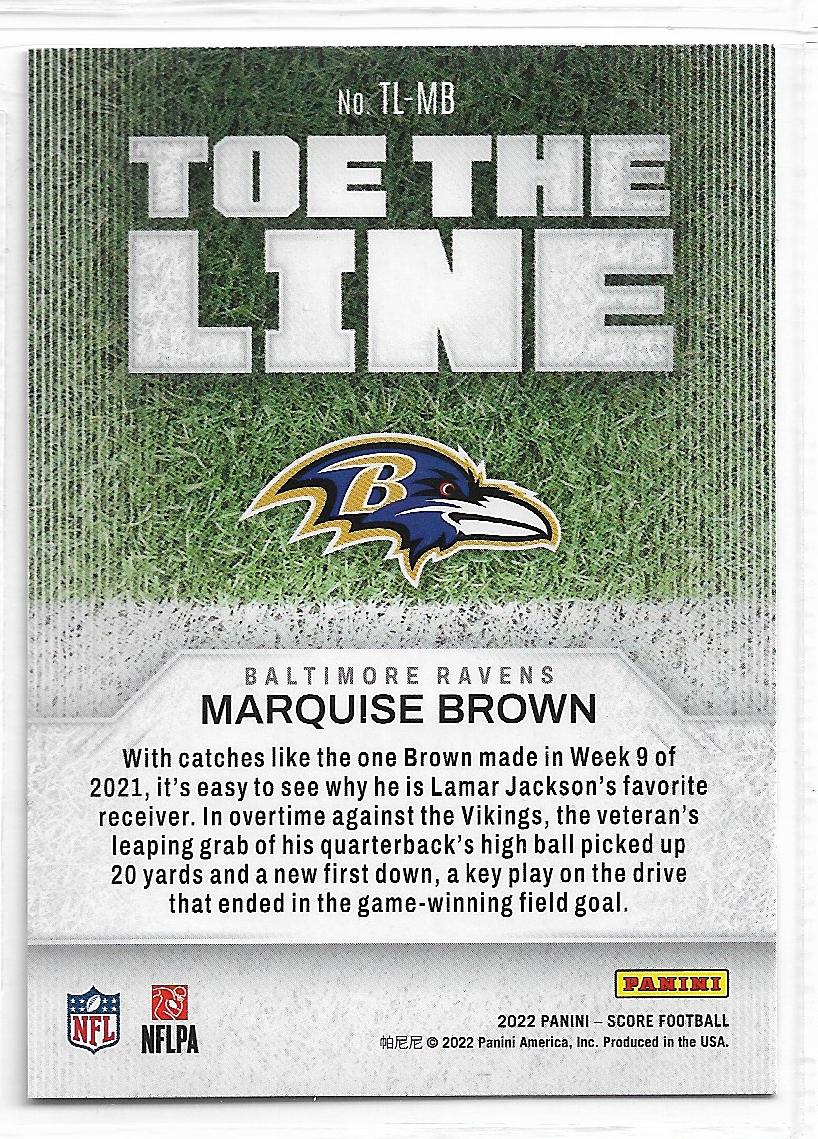 No. TL-MB
TOE THE
LINE
B
BALTIMORE RAVENS
MARQUISE BROWN
With catches like the one Brown made in Week 9 of
2021, it's easy to see why he is Lamar Jackson's favorite
receiver. In overtime against the Vikings, the veteran's
leaping grab of his quarterback's high ball picked up
20 yards and a new first down, a key play on the drive
that ended in the game-winning field goal.
NFL
NFLPA
PANINI
2022 PANINI – SCORE FOOTBALL
帕尼尼 © 2022 Panini America, Inc. Produced in the USA.